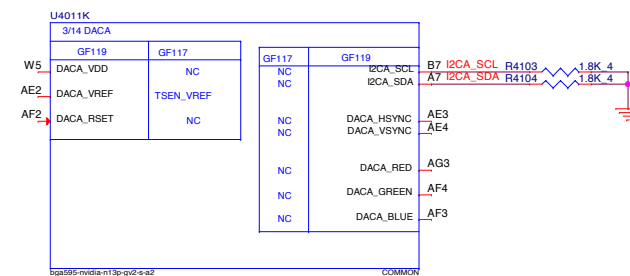 U4011K
3/14 DACA
GF119 GF117
W5 DACA_VDD NC
AE2 DACA_VREF TSEN_VREF
AF2 DACA_RSET NC
GF117 GF119
NC I2CA_SCL B7 I2CA_SCL R4103 1.8K_4
NC I2CA_SDA A7 I2CA_SDA R4104 1.8K_4
NC DACA_HSYNC AE3
NC DACA_VSYNC AE4
NC DACA_RED AG3
NC DACA_GREEN AF4
NC DACA_BLUE AF3
bga595-nvidia-n13p-gv2-s-a2 COMMON